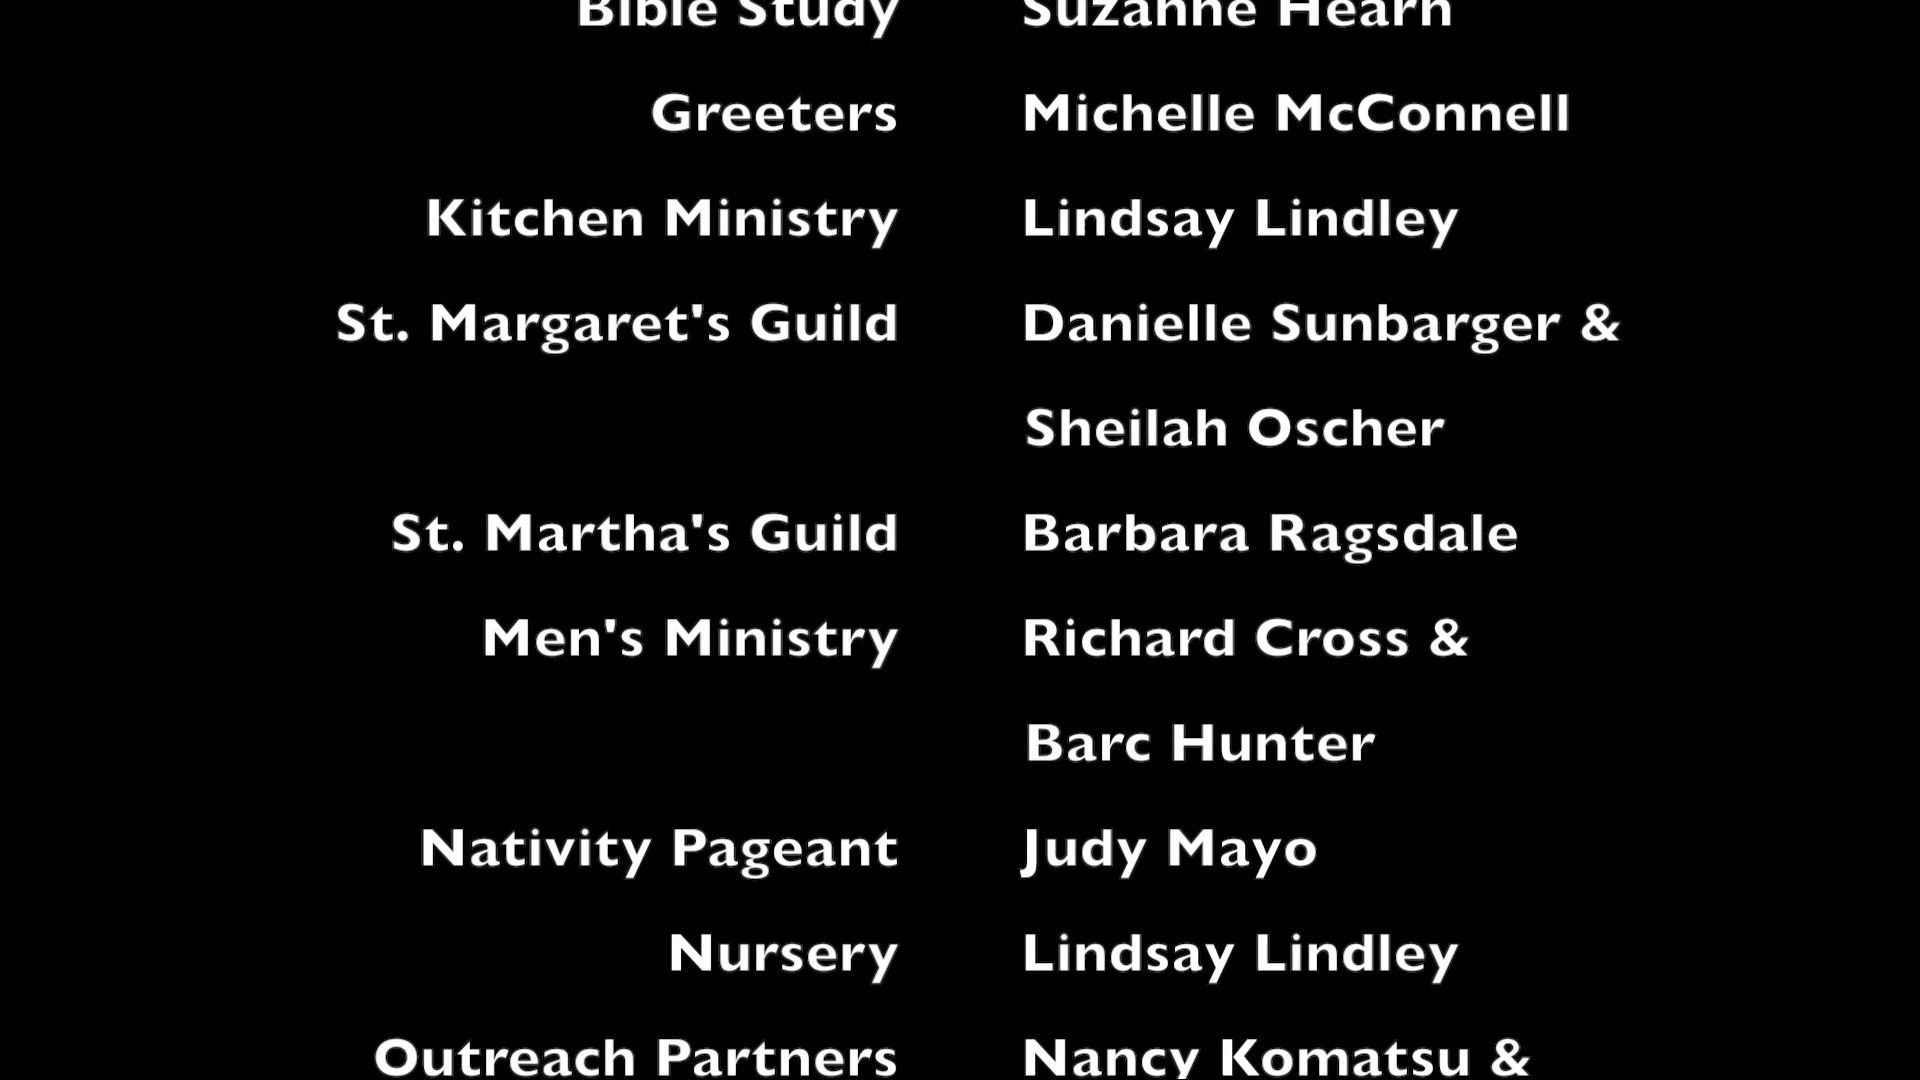 Bible Study Suzanne Hearn
Greeters Michelle McConnell
Kitchen Ministry Lindsay Lindley
St. Margaret's Guild Danielle Sunbarger &
Sheilah Oscher
St. Martha's Guild Barbara Ragsdale
Men's Ministry Richard Cross &
Barc Hunter
Nativity Pageant Judy Mayo
Nursery Lindsay Lindley
Outreach Partners Nancy Komatsu &